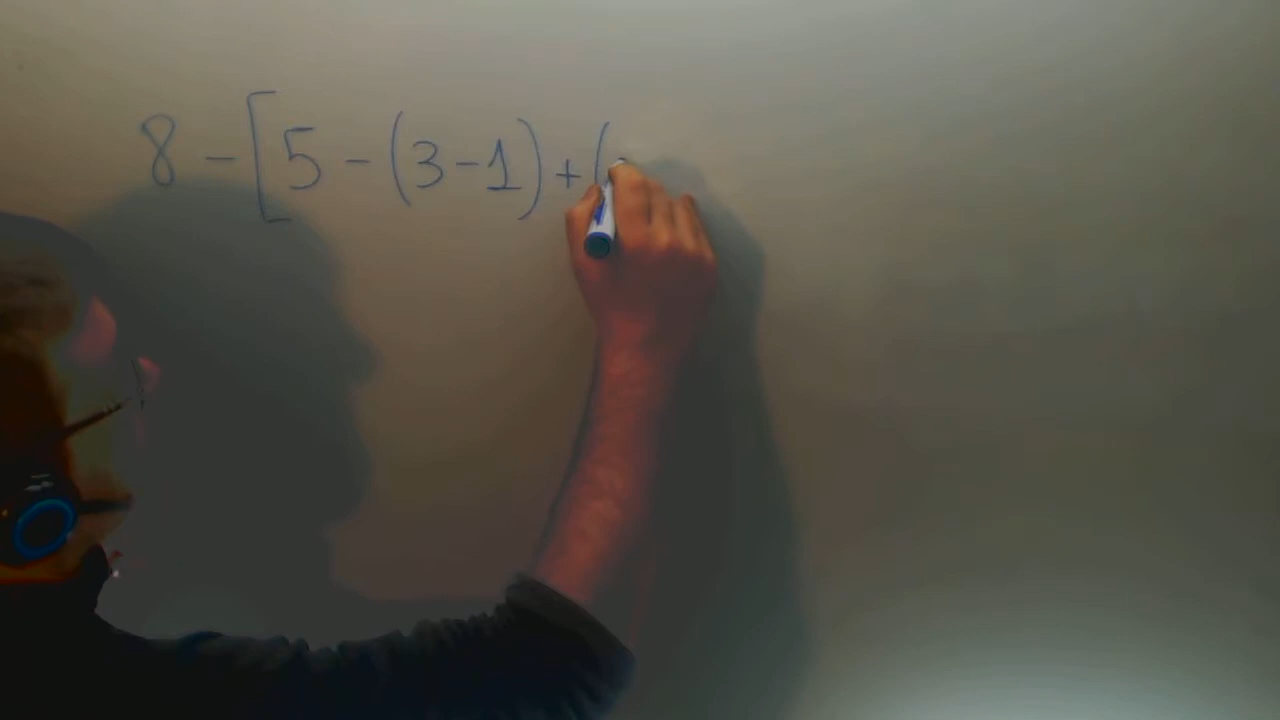 8 - [5 - (3 - 1) + (